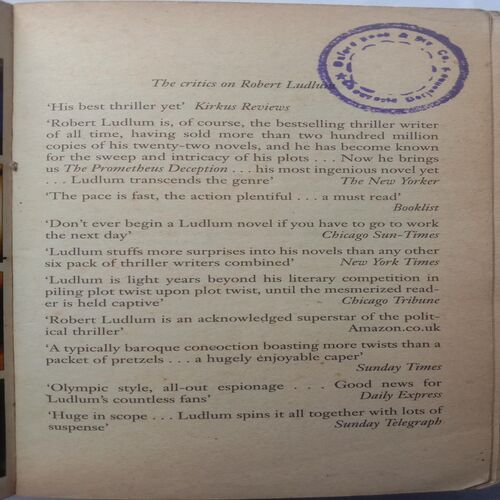 Oxford Book & Sty Co.
The critics on Robert Ludlum
'His best thriller yet' Kirkus Reviews
'Robert Ludlum is, of course, the bestselling thriller writer
of all time, having sold more than two hundred million
copies of his twenty-two novels, and he has become known
for the sweep and intricacy of his plots . . . Now he brings
us The Prometheus Deception . . . his most ingenious novel yet
. . . Ludlum transcends the genre' The New Yorker
'The pace is fast, the action plentiful . . . a must read'
Booklist
'Don't ever begin a Ludlum novel if you have to go to work
the next day' Chicago Sun-Times
'Ludlum stuffs more surprises into his novels than any other
six pack of thriller writers combined' New York Times
'Ludlum is light years beyond his literary competition in
piling plot twist upon plot twist, until the mesmerized read-
er is held captive' Chicago Tribune
'Robert Ludlum is an acknowledged superstar of the polit-
ical thriller' Amazon.co.uk
'A typically baroque concoction boasting more twists than a
packet of pretzels . . . a hugely enjoyable caper'
Sunday Times
'Olympic style, all-out espionage . . . Good news for
Ludlum's countless fans' Daily Express
'Huge in scope . . . Ludlum spins it all together with lots of
suspense' Sunday Telegraph